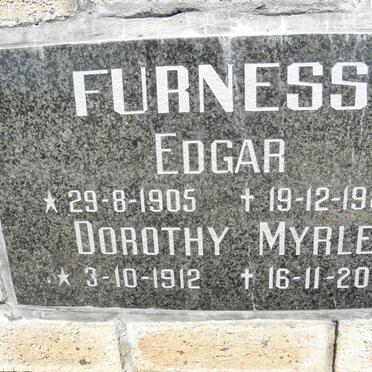 FURNESS
EDGAR
★ 29-8-1905 † 19-12-19
DOROTHY MYRLE
★ 3-10-1912 † 16-11-20